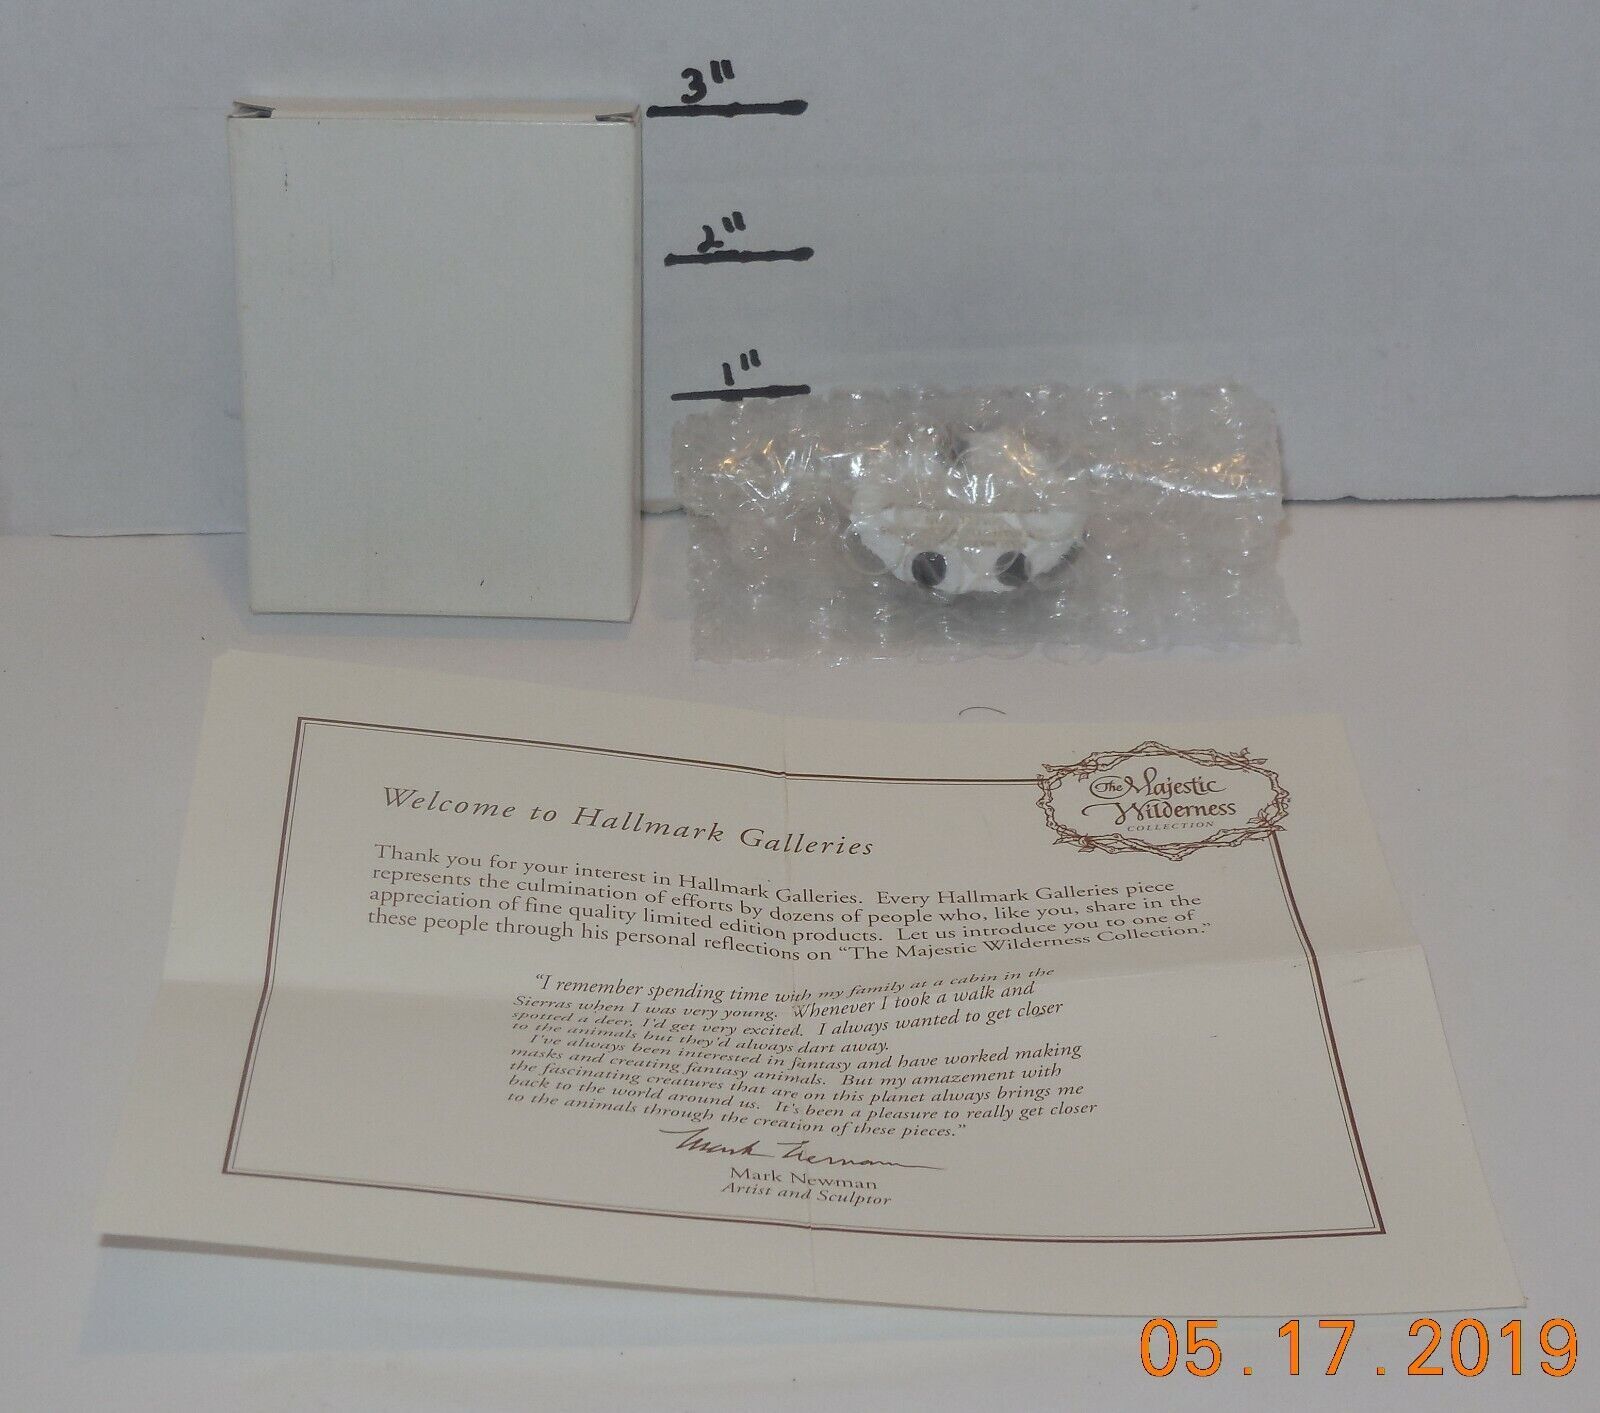 3"
2"
1"
The Majestic
Wilderness
COLLECTION
Welcome to Hallmark Galleries
Thank you for your interest in Hallmark Galleries. Every Hallmark Galleries piece
represents the culmination of efforts by dozens of people who, like you, share in the
appreciation of fine quality limited edition products. Let us introduce you to one of
these people through his personal reflections on "The Majestic Wilderness Collection."
"I remember spending time with my family at a cabin in the
Sierras when I was very young. Whenever I took a walk and
spotted a deer, I'd get very excited. I always wanted to get closer
to the animals but they'd always dart away.
I've always been interested in fantasy and have worked making
masks and creating fantasy animals. But my amazement with
the fascinating creatures that are on this planet always brings me
back to the world around us. It's been a pleasure to really get closer
to the animals through the creation of these pieces."
Mark Newman
Mark Newman
Artist and Sculptor
05.17.2019